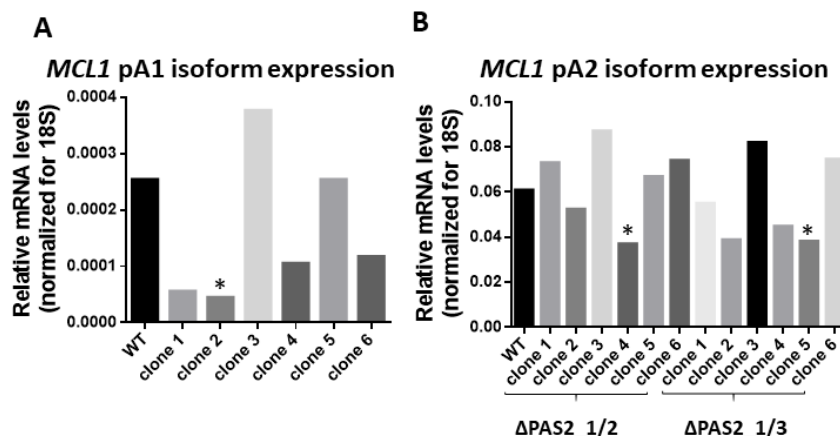 A
MCL1 pA1 isoform expression
Relative mRNA levels
(normalized for 18S)
0.0004
0.0003
0.0002
0.0001
0.0000
*
WT
clone 1
clone 2
clone 3
clone 4
clone 5
clone 6
B
MCL1 pA2 isoform expression
Relative mRNA levels
(normalized for 18S)
0.10
0.08
0.06
0.04
0.02
0.00
*
*
WT
clone 1
clone 2
clone 3
clone 4
clone 5
clone 6
clone 1
clone 2
clone 3
clone 4
clone 5
clone 6
ΔPAS2_1/2
ΔPAS2_1/3